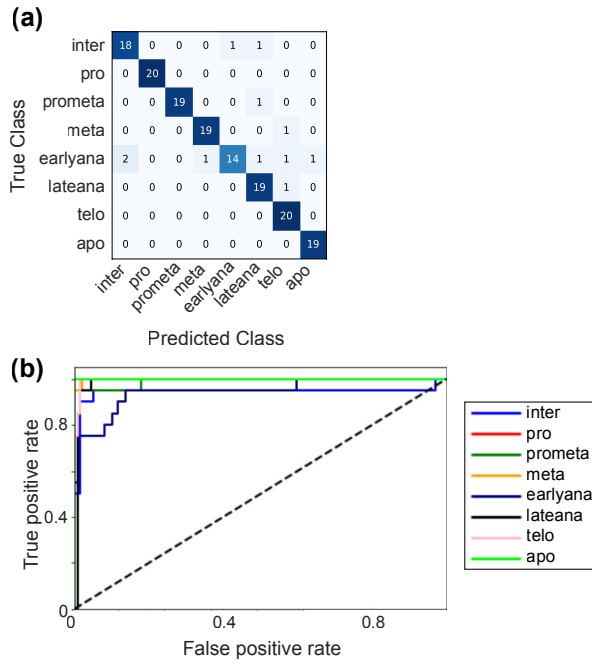 (a)
True Class
inter 18 0 0 0 1 1 0 0
pro 0 20 0 0 0 0 0 0
prometa 0 0 19 0 0 1 0 0
meta 0 0 0 19 0 0 1 0
earlyana 2 0 0 1 14 1 1 1
lateana 0 0 0 0 0 19 1 0
telo 0 0 0 0 0 0 20 0
apo 0 0 0 0 0 0 0 19
inter pro prometa meta earlyana lateana telo apo
Predicted Class
(b)
True positive rate
0.8
0.4
0
0 0.4 0.8
False positive rate
inter
pro
prometa
meta
earlyana
lateana
telo
apo